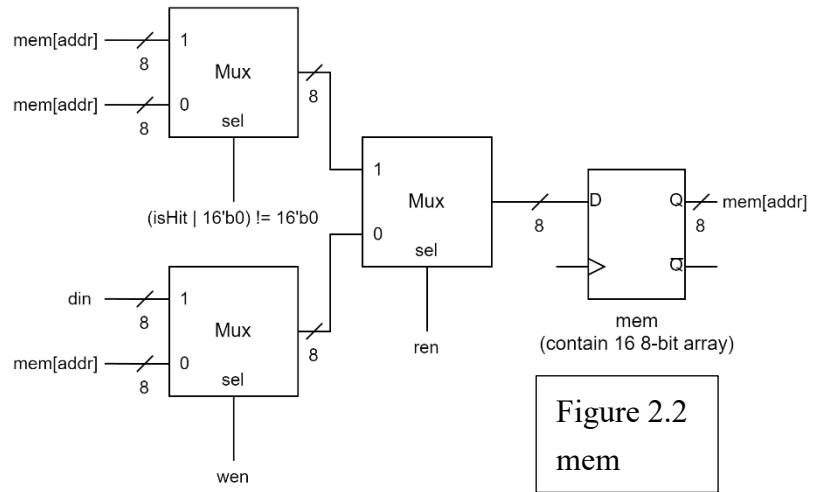 mem[addr]
8
1
Mux
8
mem[addr]
8
0
sel
(isHit | 16'b0) != 16'b0
1
Mux
0
sel
8
D
Q
8
mem[addr]
Q
din
8
1
Mux
8
mem[addr]
8
0
sel
ren
mem
(contain 16 8-bit array)
wen
Figure 2.2
mem